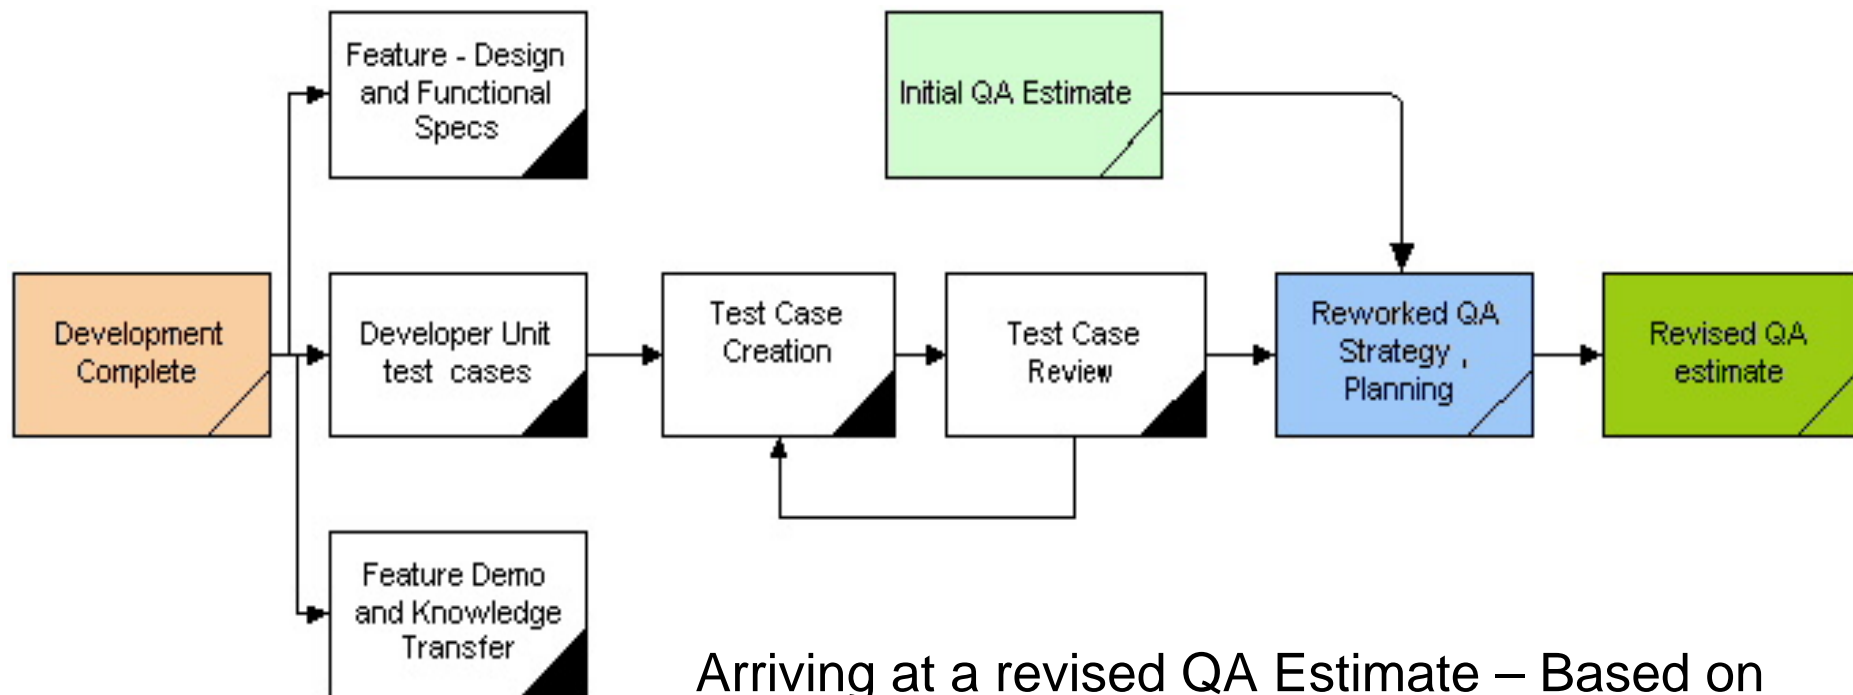 Feature - Design
and Functional
Specs
Initial QA Estimate
Development
Complete
Developer Unit
test cases
Test Case
Creation
Test Case
Review
Reworked QA
Strategy ,
Planning
Revised QA
estimate
Feature Demo
and Knowledge
Transfer
Arriving at a revised QA Estimate – Based on